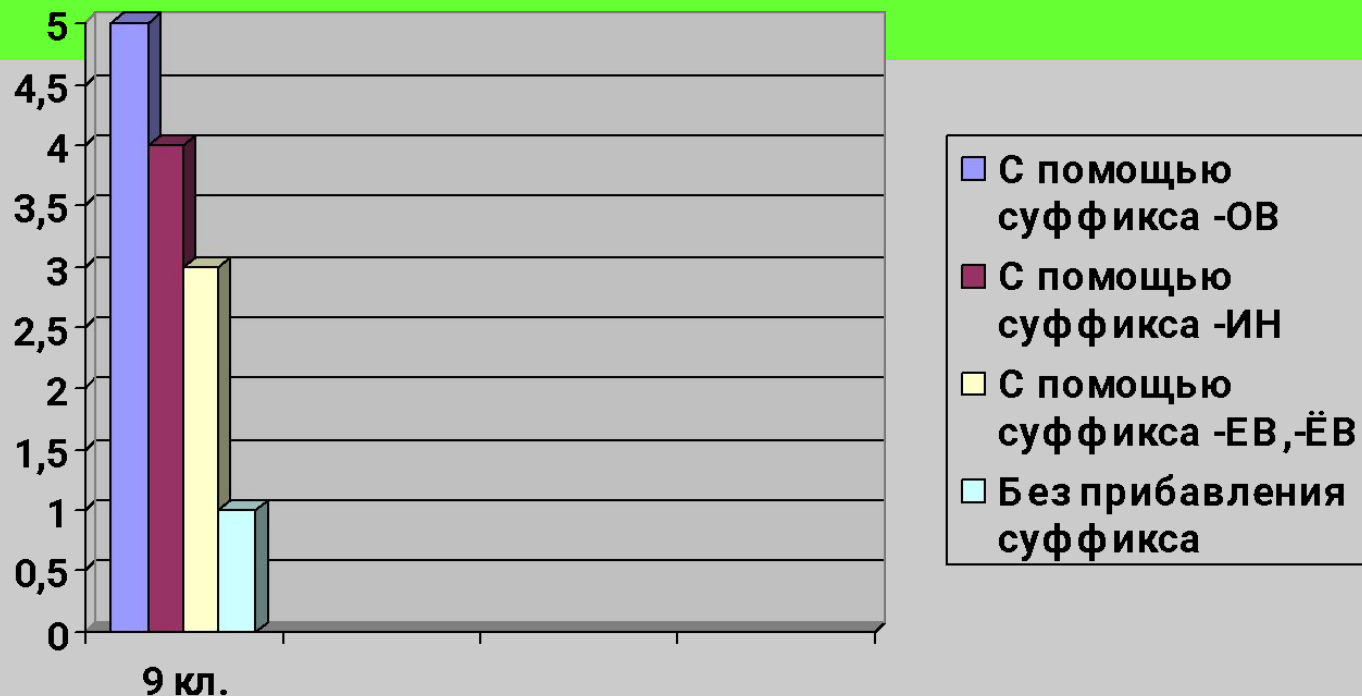 5
4,5
4
3,5
3
2,5
2
1,5
1
0,5
0
9 кл.
С помощью
суффикса -ОВ
С помощью
суффикса -ИН
С помощью
суффикса -ЕВ,-ЁВ
Без прибавления
суффикса